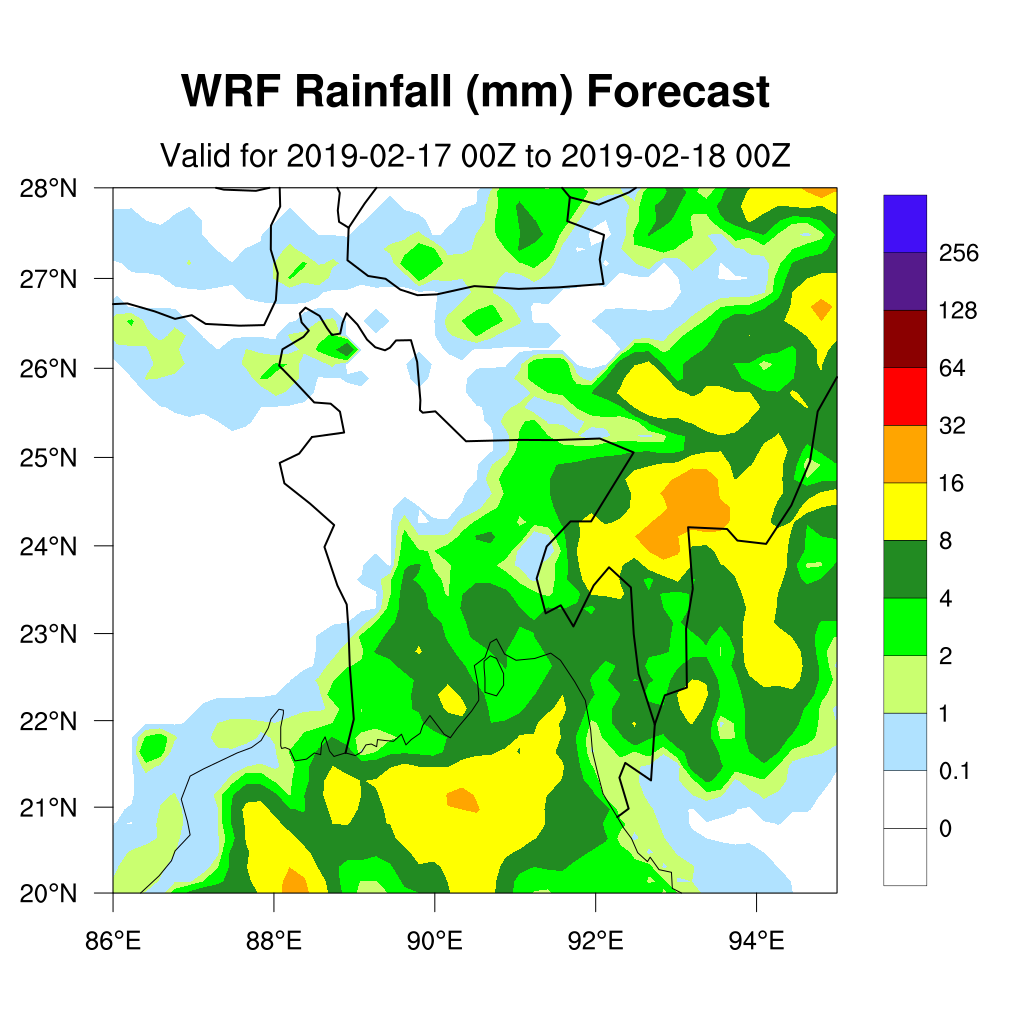 WRF Rainfall (mm) Forecast
Valid for 2019-02-17 00Z to 2019-02-18 00Z
28°N
27°N
26°N
25°N
24°N
23°N
22°N
21°N
20°N
86°E 88°E 90°E 92°E 94°E
256
128
64
32
16
8
4
2
1
0.1
0